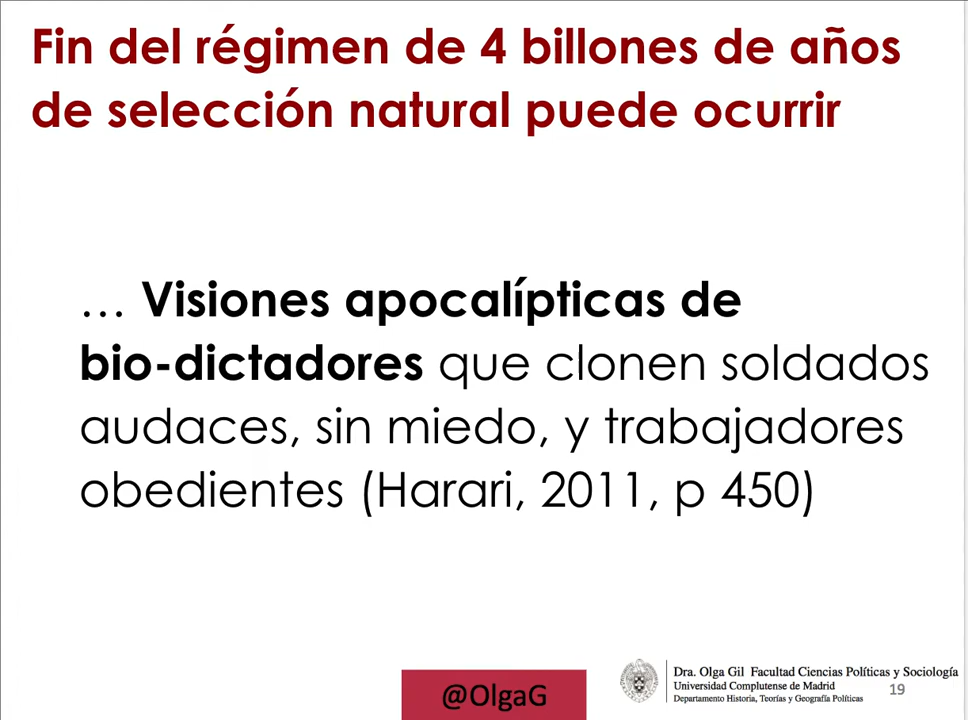 Fin del régimen de 4 billones de años
de selección natural puede ocurrir
... Visiones apocalípticas de
bio-dictadores que clonen soldados
audaces, sin miedo, y trabajadores
obedientes (Harari, 2011, p 450)
@OlgaG
Dra. Olga Gil Facultad Ciencias Políticas y Sociología
Universidad Complutense de Madrid
Departamento Historia, Teorías y Geografía Políticas
19